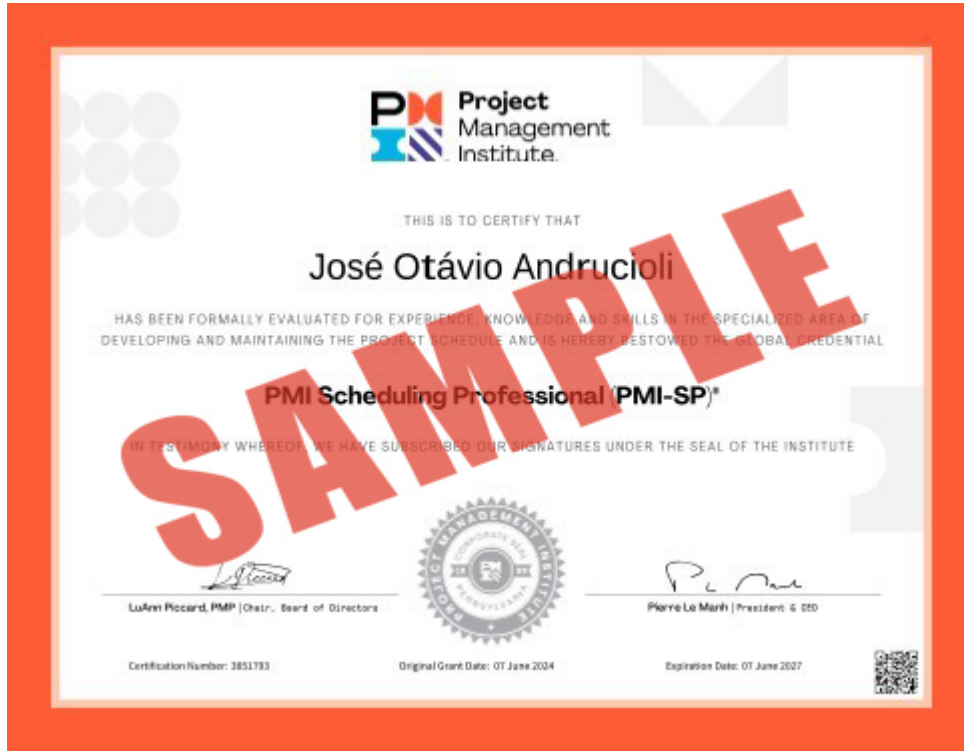 PM
Project
Management
Institute.
THIS IS TO CERTIFY THAT
José Otávio Andrucioli
HAS BEEN FORMALLY EVALUATED FOR EXPERIENCE, KNOWLEDGE AND SKILLS IN THE SPECIALIZED AREA OF
DEVELOPING AND MAINTAINING THE PROJECT SCHEDULE AND IS HEREBY BESTOWED THE GLOBAL CREDENTIAL
PMI Scheduling Professional (PMI-SP)®
IN TESTIMONY WHEREOF, WE HAVE SUBSCRIBED OUR SIGNATURES UNDER THE SEAL OF THE INSTITUTE
SAMPLE
PROJECT MANAGEMENT INSTITUTE
CORPORATE SEAL
PENNSYLVANIA
LuAnn Piccard, PMP | Chair, Board of Directors
Pierre Le Manh | President & CEO
Certification Number: 3851793
Original Grant Date: 07 June 2024
Expiration Date: 07 June 2027